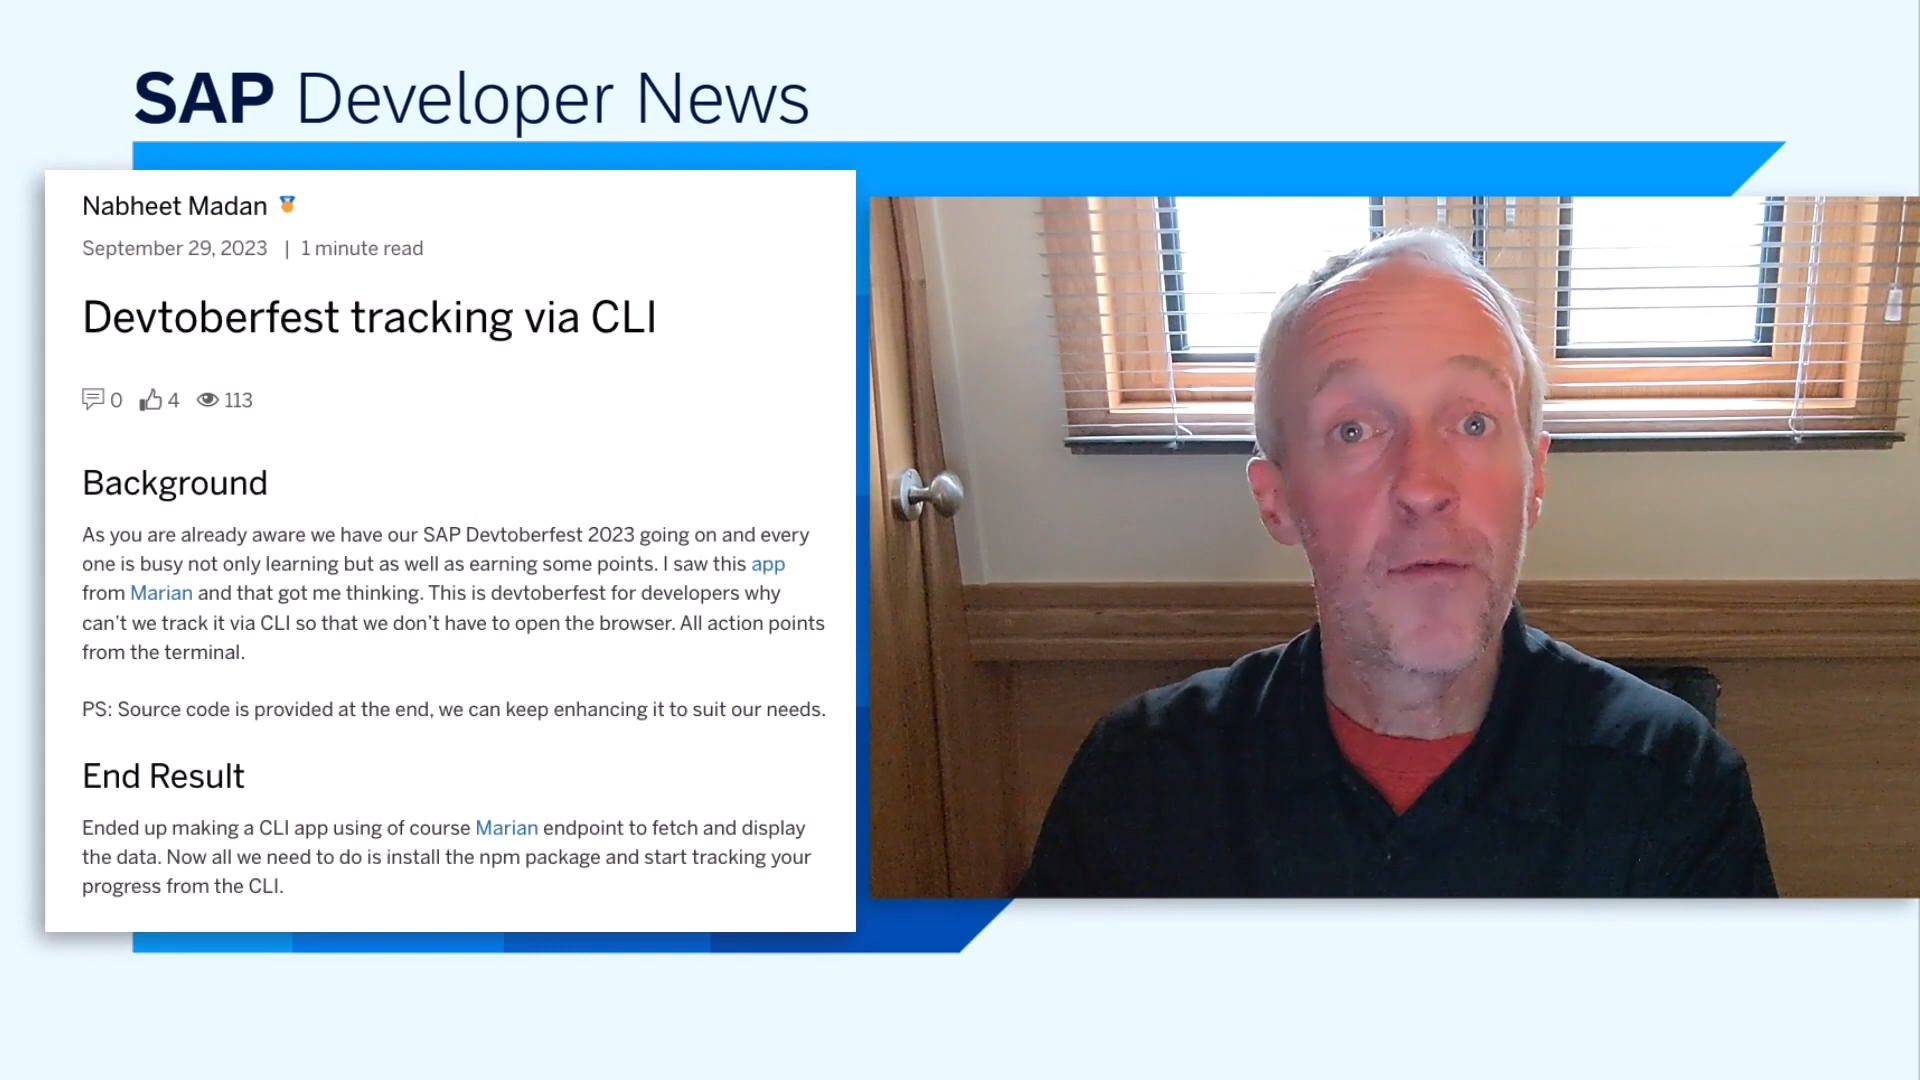 SAP Developer News
Nabheet Madan
September 29, 2023 | 1 minute read
Devtoberfest tracking via CLI
0 4 113
Background
As you are already aware we have our SAP Devtoberfest 2023 going on and every
one is busy not only learning but as well as earning some points. I saw this app
from Marian and that got me thinking. This is devtoberfest for developers why
can't we track it via CLI so that we don't have to open the browser. All action points
from the terminal.
PS: Source code is provided at the end, we can keep enhancing it to suit our needs.
End Result
Ended up making a CLI app using of course Marian endpoint to fetch and display
the data. Now all we need to do is install the npm package and start tracking your
progress from the CLI.